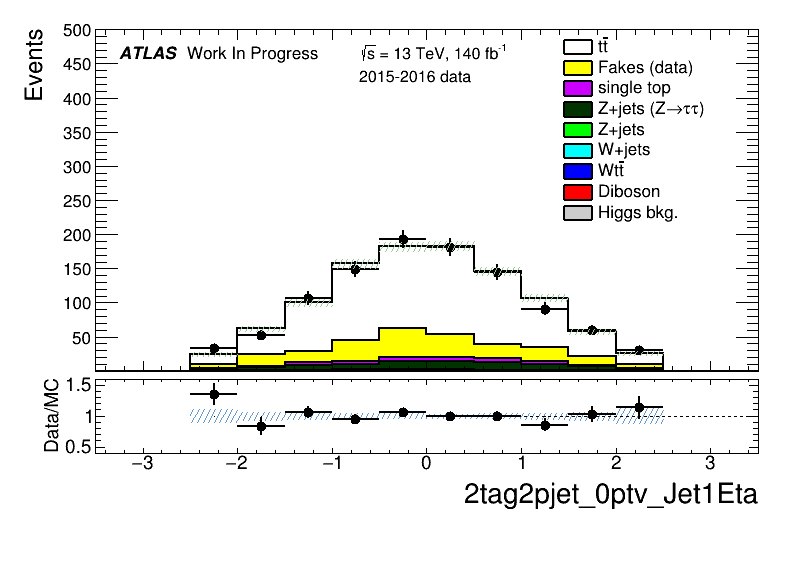 Events
500
450
400
350
300
250
200
150
100
50
ATLAS Work In Progress
√s = 13 TeV, 140 fb⁻¹
2015-2016 data
tt̄
Fakes (data)
single top
Z+jets (Z→ττ)
Z+jets
W+jets
Wtt̄
Diboson
Higgs bkg.
Data/MC
1.5
1
0.5
−3 −2 −1 0 1 2 3
2tag2pjet_0ptv_Jet1Eta